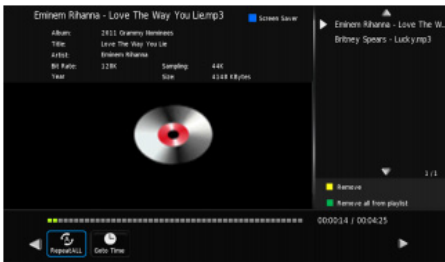 Eminem Rihanna - Love The Way You Lie.mp3
Screen Saver
Album: 2011 Grammy Nominees
Title: Love The Way You Lie
Artist: Eminem Rihanna
Bit Rate: 128K Sampling: 44K
Year Size: 4148 KBytes
Eminem Rihanna - Love The W..
Britney Spears - Lucky.mp3
1/1
Remove
Remove all from playlist
00:00:14 / 00:04:25
RepeatALL
Goto Time